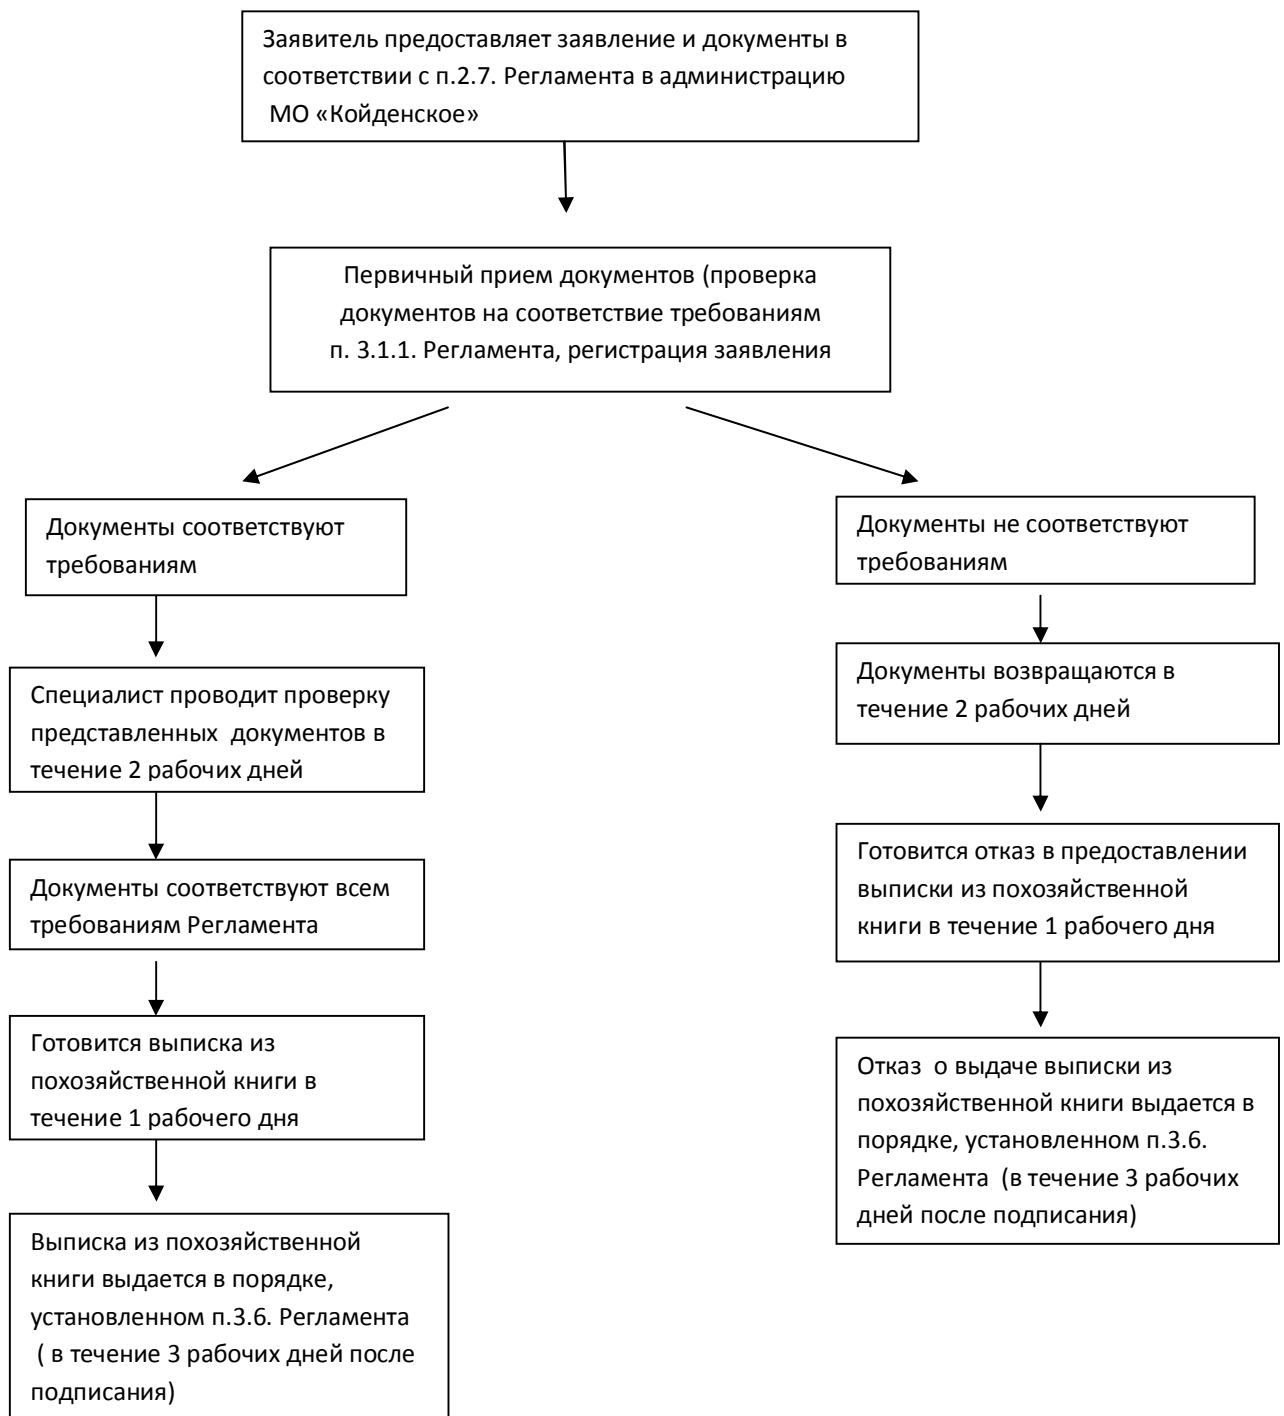 Заявитель предоставляет заявление и документы в
соответствии с п.2.7. Регламента в администрацию
МО «Койденское»
Первичный прием документов (проверка
документов на соответствие требованиям
п. 3.1.1. Регламента, регистрация заявления
Документы соответствуют
требованиям
Специалист проводит проверку
представленных документов в
течение 2 рабочих дней
Документы соответствуют всем
требованиям Регламента
Готовится выписка из
похозяйственной книги в
течение 1 рабочего дня
Выписка из похозяйственной
книги выдается в порядке,
установленном п.3.6. Регламента
( в течение 3 рабочих дней после
подписания)
Документы не соответствуют
требованиям
Документы возвращаются в
течение 2 рабочих дней
Готовится отказ в предоставлении
выписки из похозяйственной
книги в течение 1 рабочего дня
Отказ о выдаче выписки из
похозяйственной книги выдается в
порядке, установленном п.3.6.
Регламента (в течение 3 рабочих
дней после подписания)